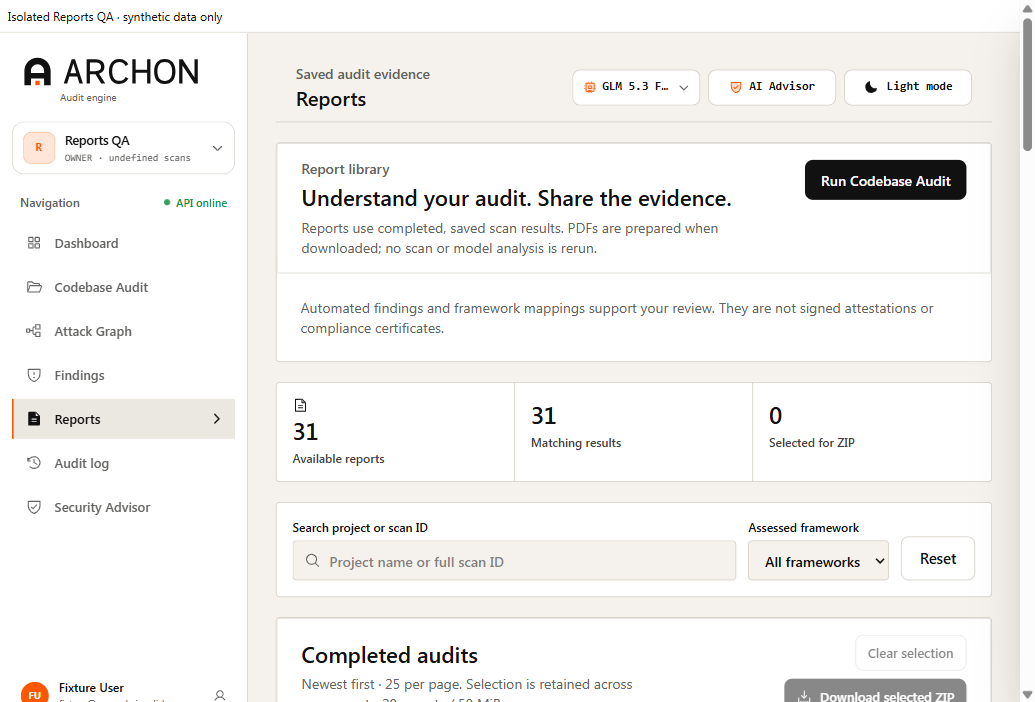 Isolated Reports QA · synthetic data only
ARCHON
Audit engine
R
Reports QA
OWNER · undefined scans
Navigation
API online
Dashboard
Codebase Audit
Attack Graph
Findings
Reports
Audit log
Security Advisor
FU
Fixture User
Saved audit evidence
Reports
GLM 5.3 F…
AI Advisor
Light mode
Report library
Understand your audit. Share the evidence.
Reports use completed, saved scan results. PDFs are prepared when
downloaded; no scan or model analysis is rerun.
Run Codebase Audit
Automated findings and framework mappings support your review. They are not signed attestations or
compliance certificates.
31
Available reports
31
Matching results
0
Selected for ZIP
Search project or scan ID
Project name or full scan ID
Assessed framework
All frameworks
Reset
Completed audits
Newest first · 25 per page. Selection is retained across
Clear selection
Download selected ZIP